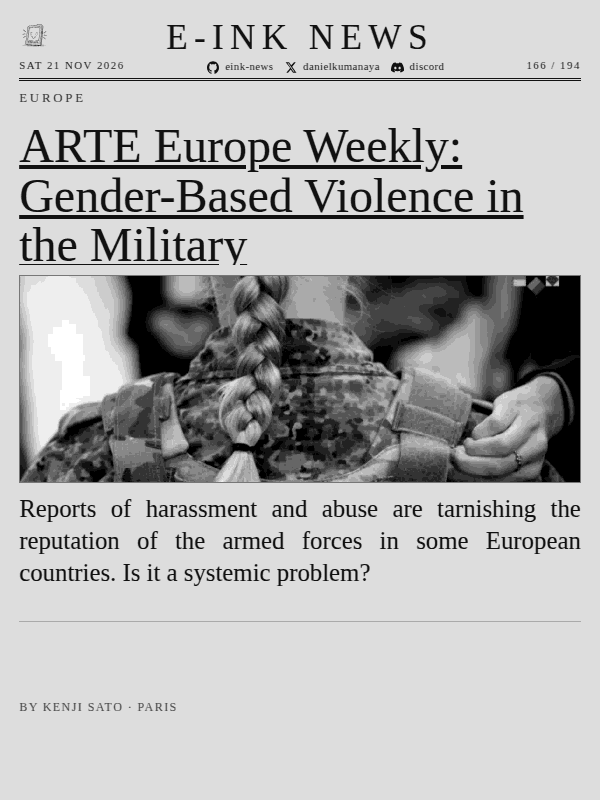 E-INK NEWS
SAT 21 NOV 2026
eink-news
danielkumanaya
discord
166 / 194
EUROPE
ARTE Europe Weekly:
Gender-Based Violence in
the Military
Reports of harassment and abuse are tarnishing the
reputation of the armed forces in some European
countries. Is it a systemic problem?
BY KENJI SATO · PARIS